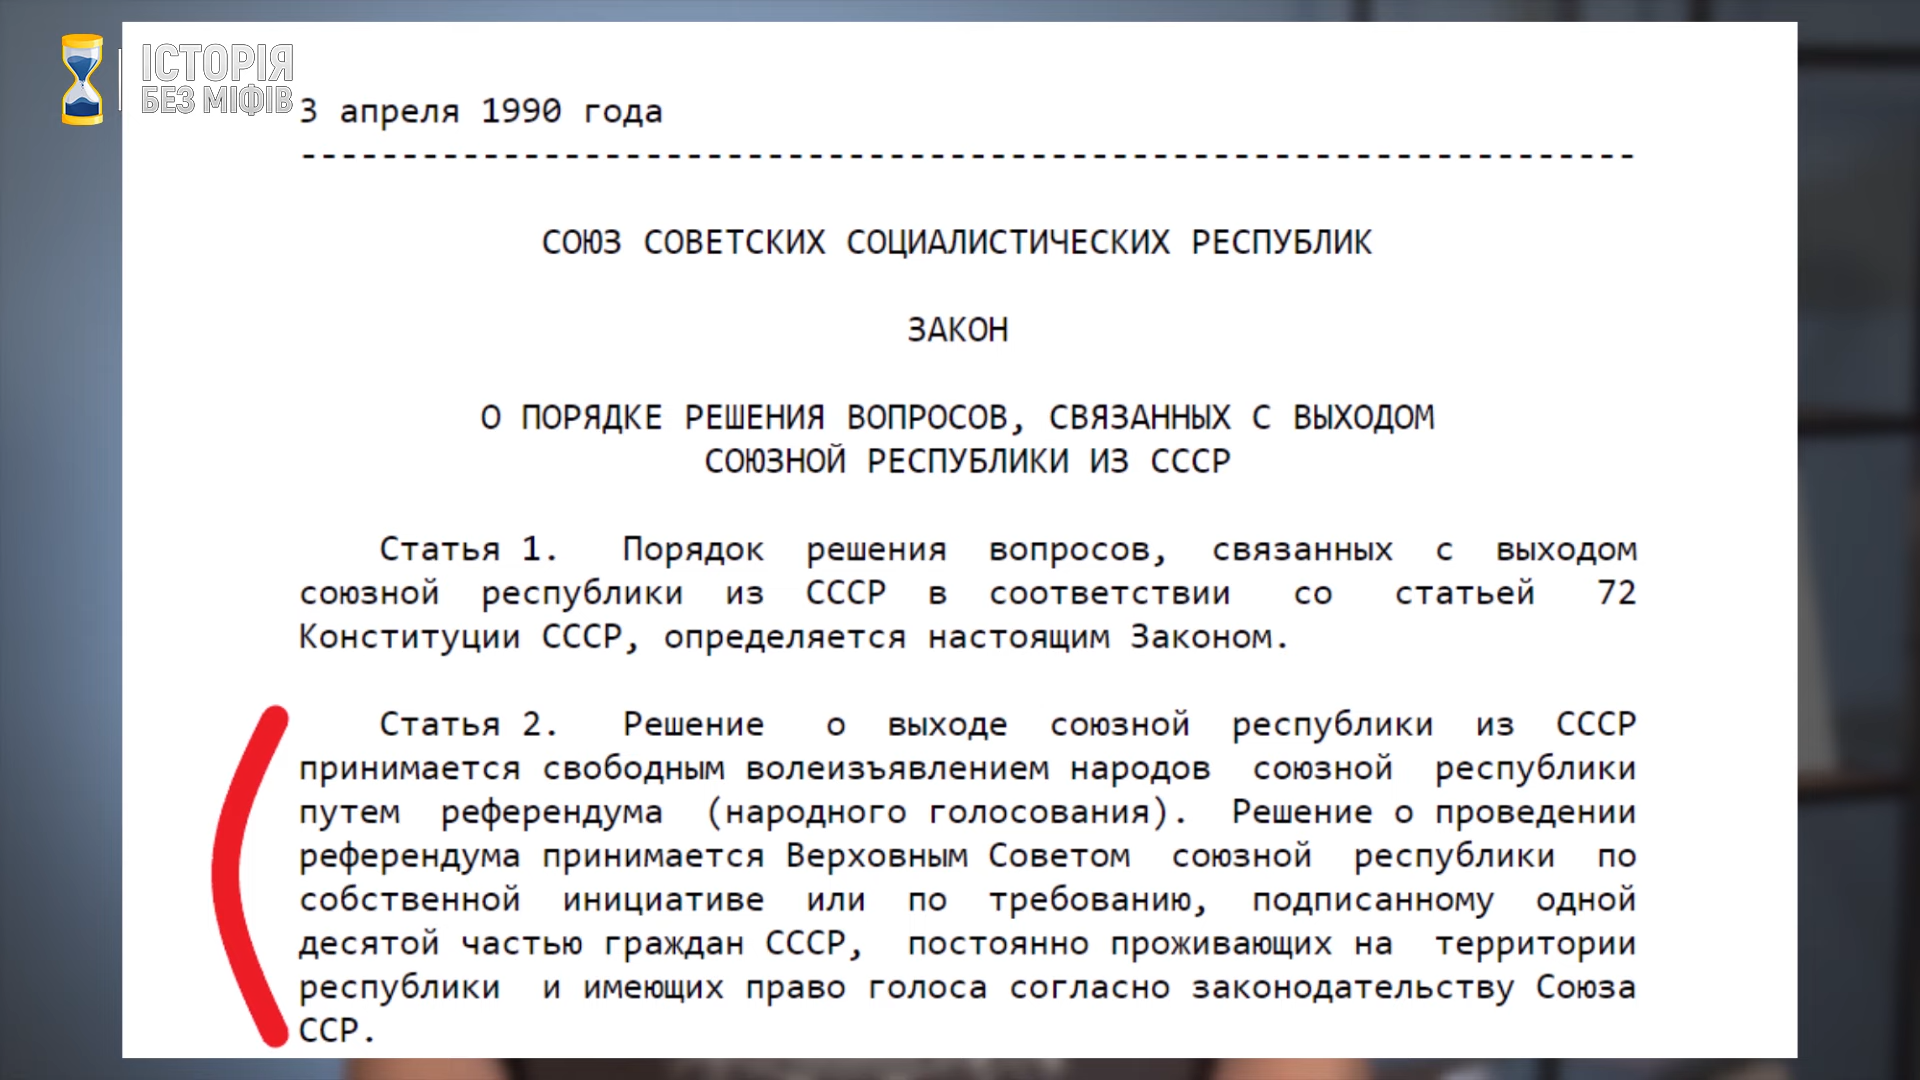 ІСТОРІЯ
БЕЗ МІФІВ
3 апреля 1990 года
------------------------------------------------------------------
СОЮЗ СОВЕТСКИХ СОЦИАЛИСТИЧЕСКИХ РЕСПУБЛИК
ЗАКОН
О ПОРЯДКЕ РЕШЕНИЯ ВОПРОСОВ, СВЯЗАННЫХ С ВЫХОДОМ
СОЮЗНОЙ РЕСПУБЛИКИ ИЗ СССР
Статья 1. Порядок решения вопросов, связанных с выходом
союзной республики из СССР в соответствии со статьей 72
Конституции СССР, определяется настоящим Законом.
Статья 2. Решение о выходе союзной республики из СССР
принимается свободным волеизъявлением народов союзной республики
путем референдума (народного голосования). Решение о проведении
референдума принимается Верховным Советом союзной республики по
собственной инициативе или по требованию, подписанному одной
десятой частью граждан СССР, постоянно проживающих на территории
республики и имеющих право голоса согласно законодательству Союза
ССР.